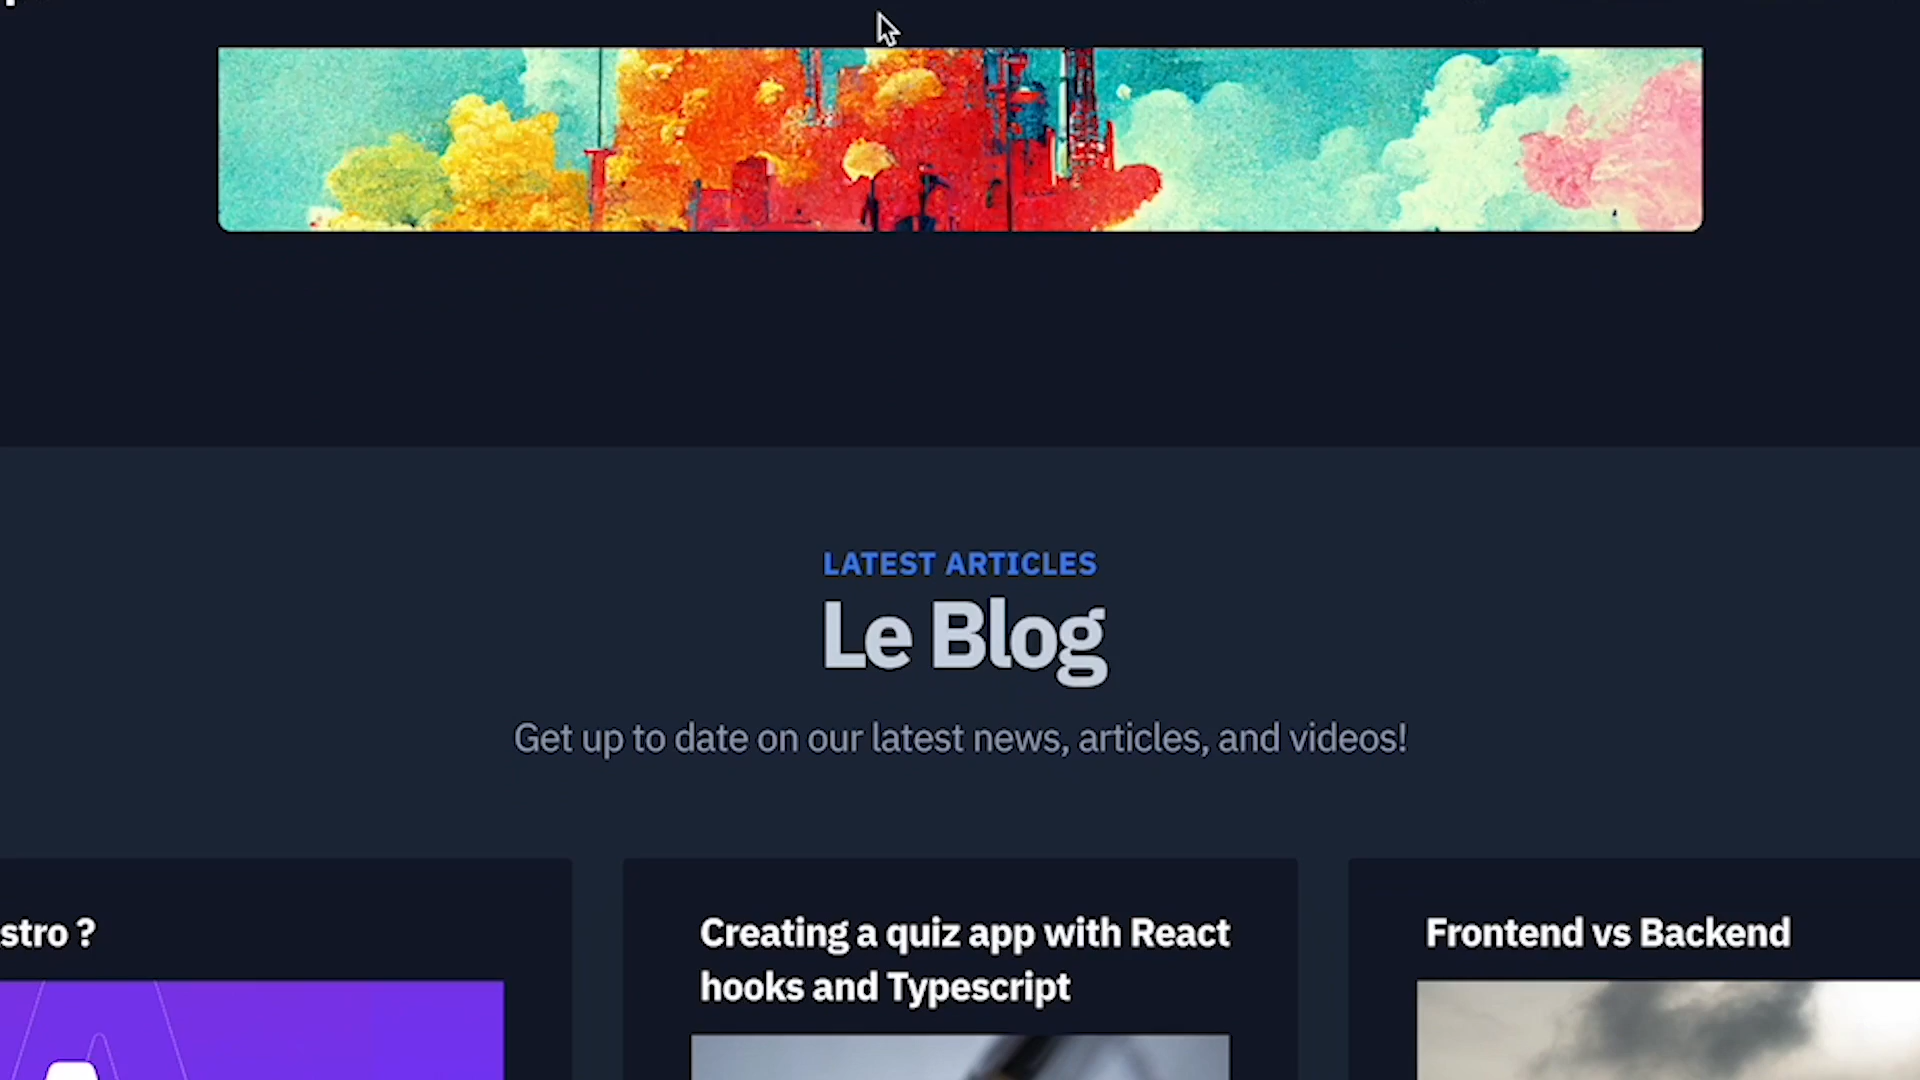 LATEST ARTICLES
Le Blog
Get up to date on our latest news, articles, and videos!
stro ?
Creating a quiz app with React
hooks and Typescript
Frontend vs Backend